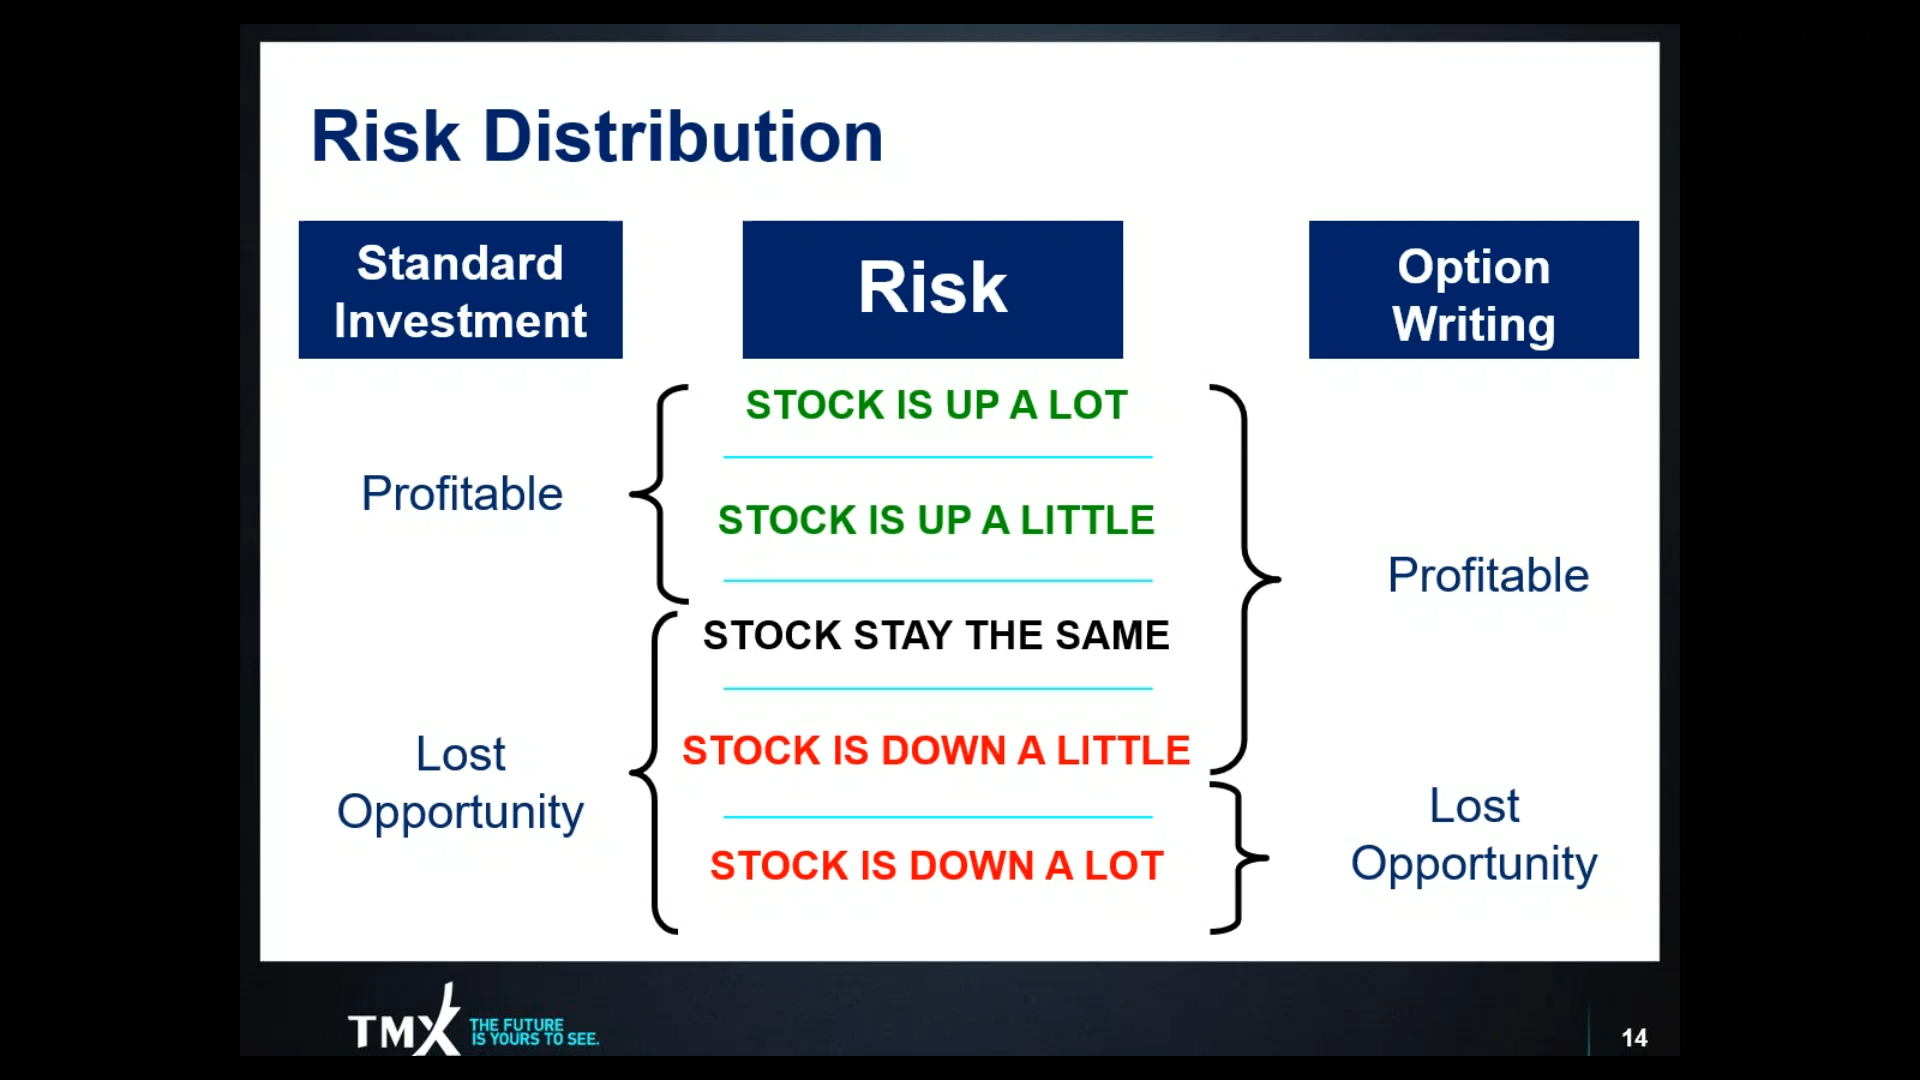 Risk Distribution
Standard
Investment
Risk
Option
Writing
STOCK IS UP A LOT
Profitable
STOCK IS UP A LITTLE
Profitable
STOCK STAY THE SAME
STOCK IS DOWN A LITTLE
Lost
Opportunity
Lost
Opportunity
STOCK IS DOWN A LOT
TMX
THE FUTURE
IS YOURS TO SEE.
14